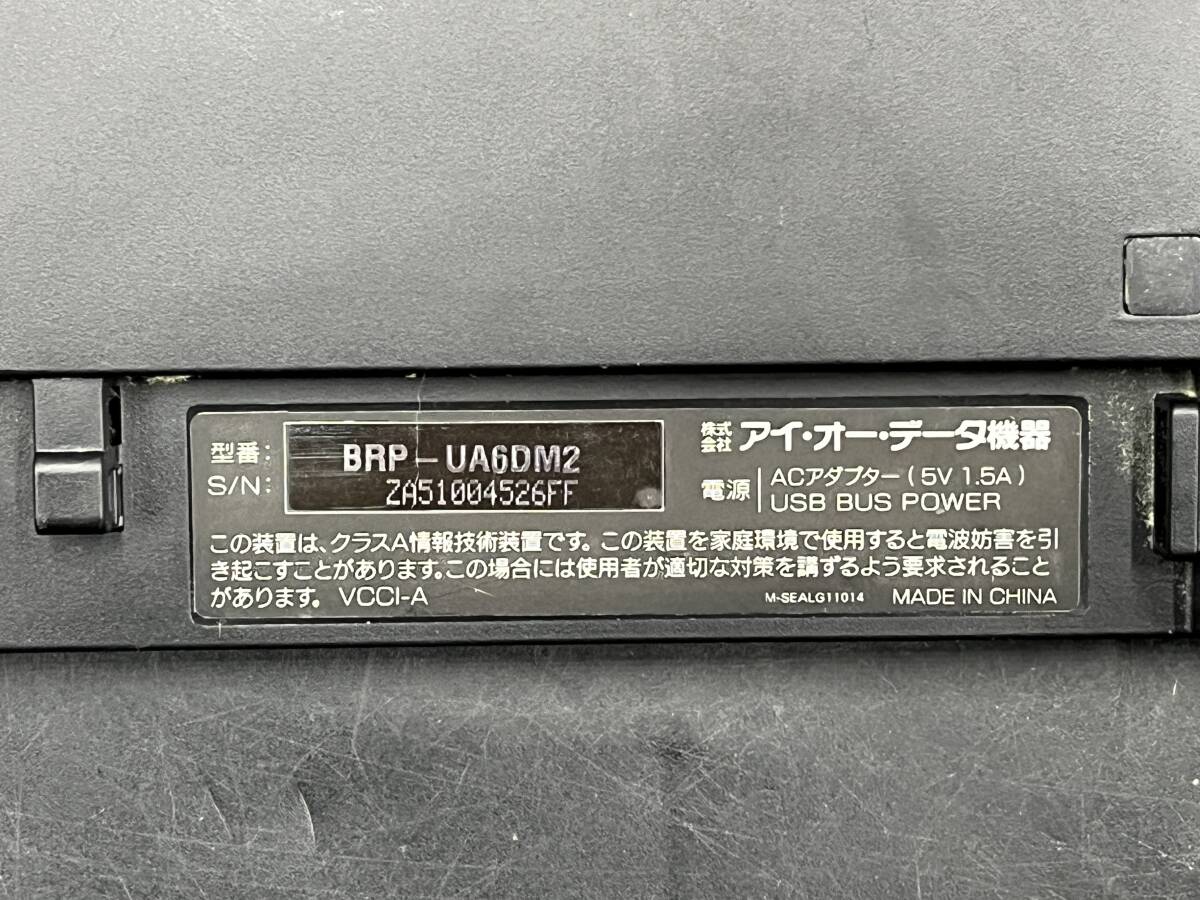 型番: BRP-UA6DM2
S/N: ZA51004526FF
株式会社 アイ・オー・データ機器
電源 ACアダプター(5V 1.5A)
USB BUS POWER
この装置は、クラスA情報技術装置です。この装置を家庭環境で使用すると電波妨害を引
き起こすことがあります。この場合には使用者が適切な対策を講ずるよう要求されること
があります。 VCCI-A M-SEALG11014 MADE IN CHINA